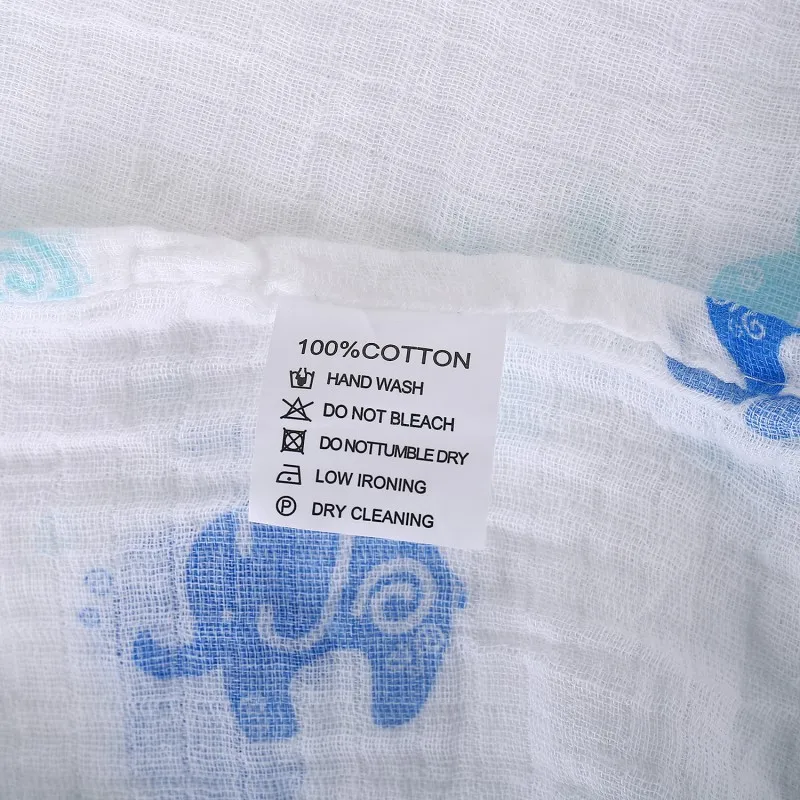 100%COTTON
HAND WASH
DO NOT BLEACH
DO NOTTUMBLE DRY
LOW IRONING
P DRY CLEANING